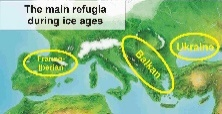 The main refugia
during ice ages
Franco-
Iberian
Balkan
Ukraine